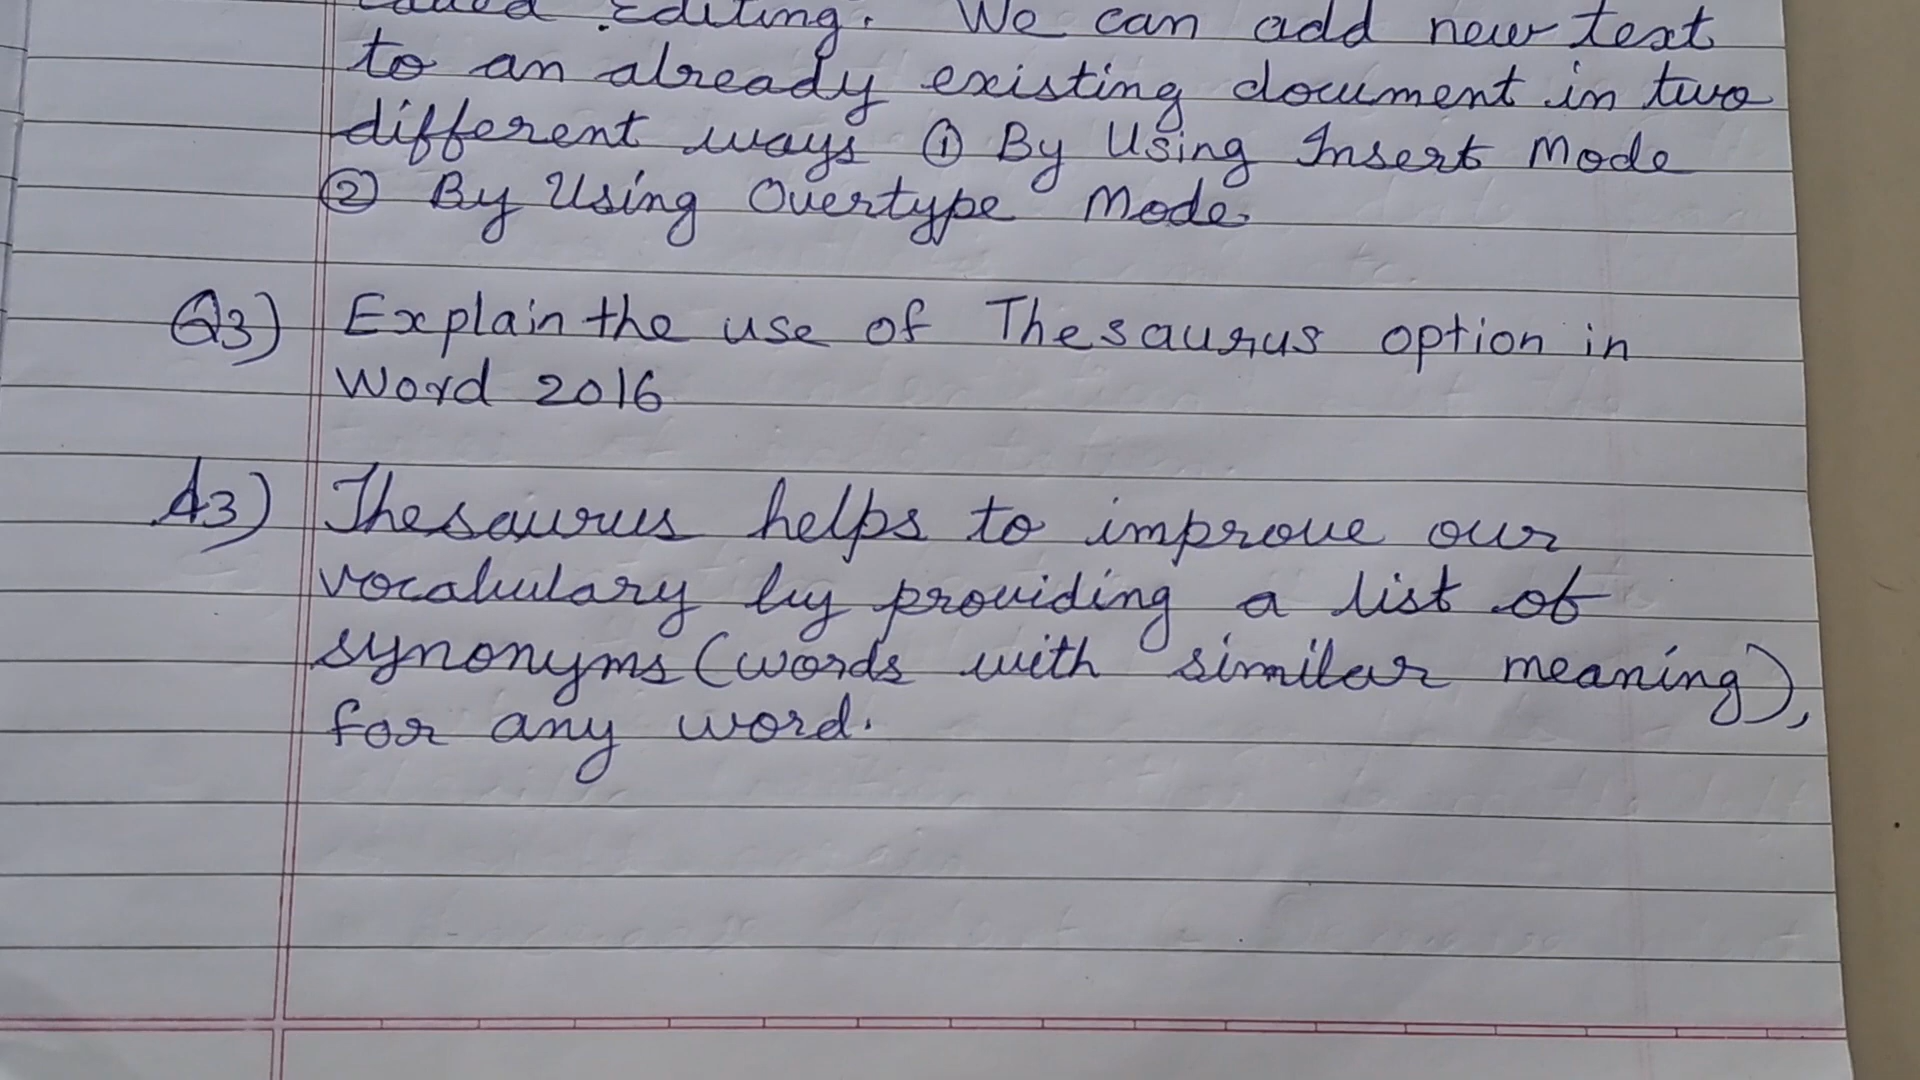 called Editing. We can add new text
to an already existing document in two
different ways ① By Using Insert Mode
② By Using Overtype Mode.
Q3) Explain the use of Thesaurus option in
Word 2016
A3) Thesaurus helps to improve our
vocabulary by providing a list of
synonyms (words with similar meaning),
for any word.